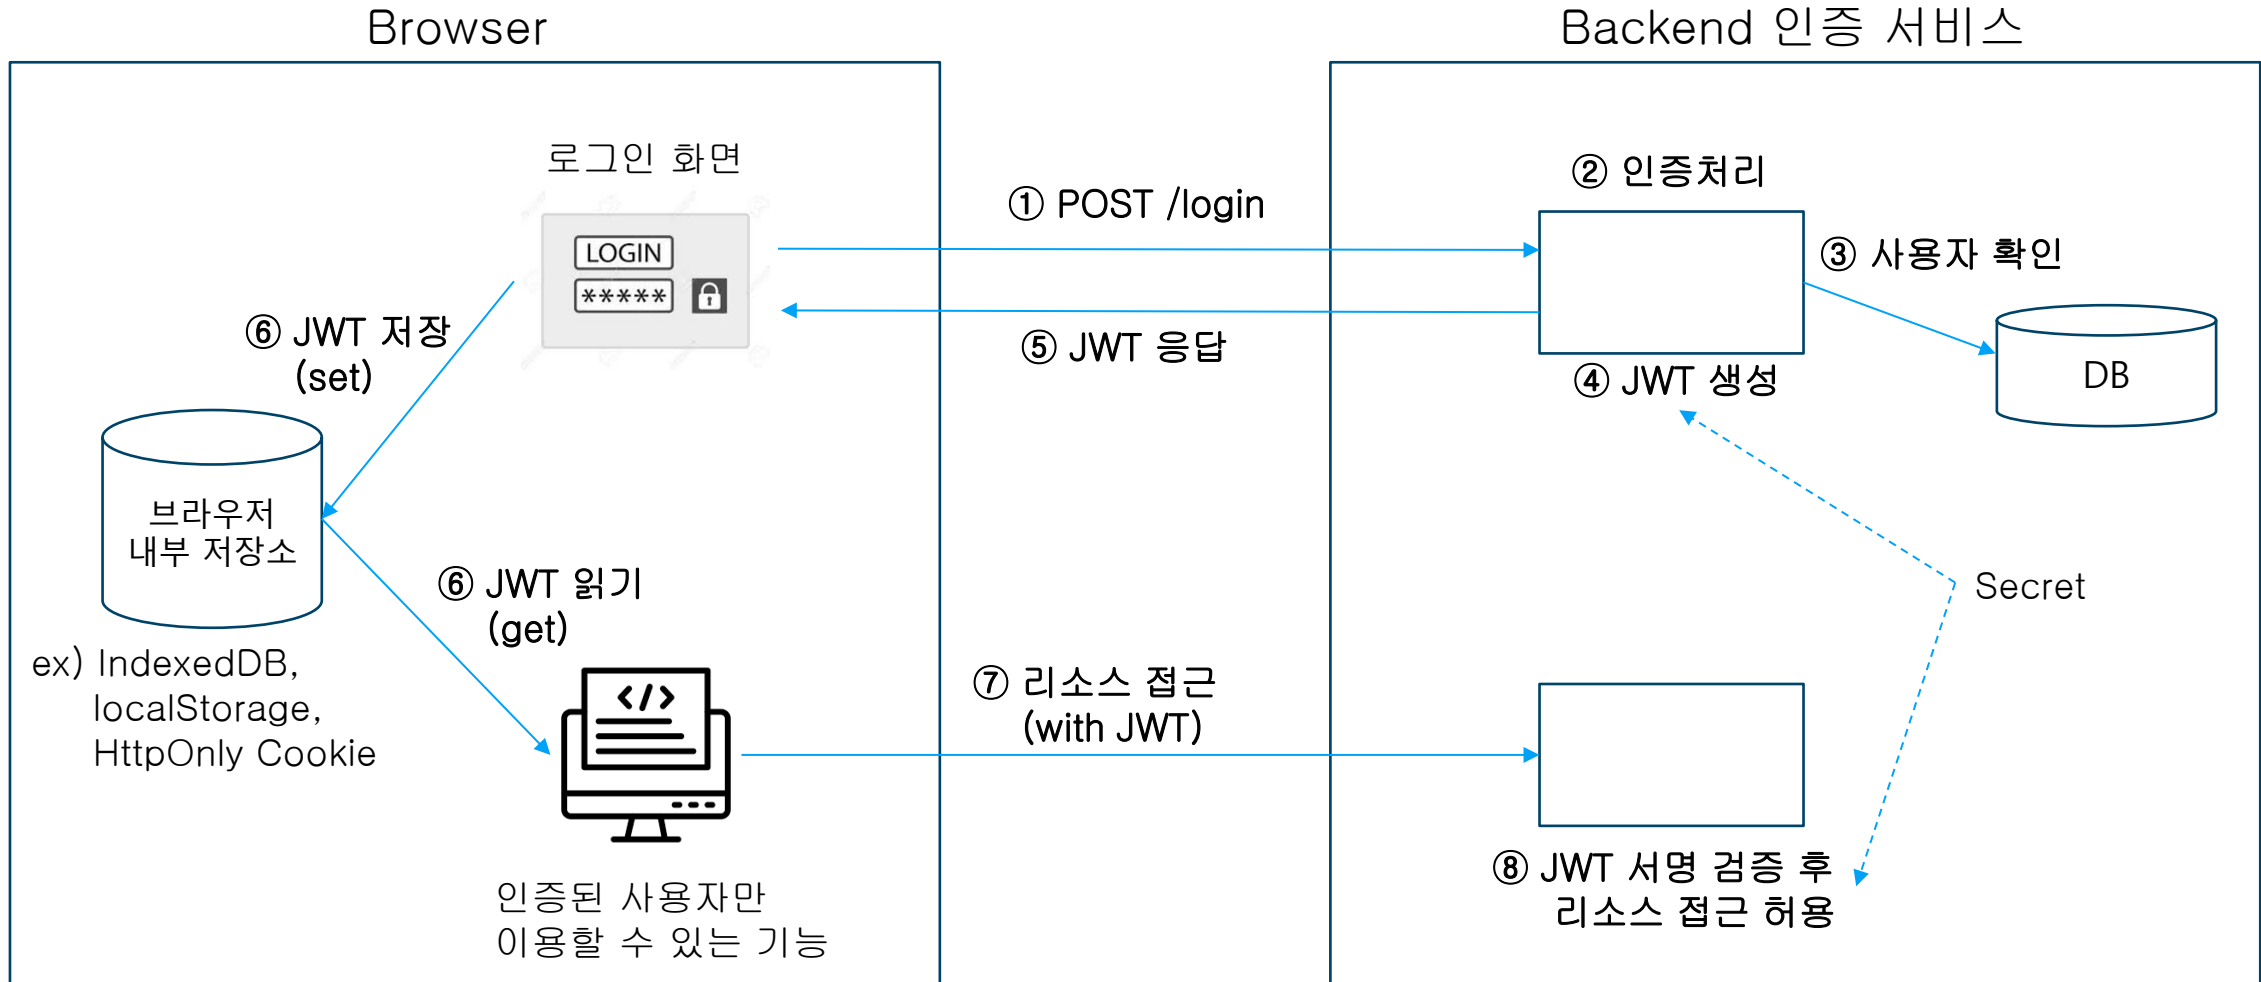 Browser
Backend 인증 서비스
로그인 화면
LOGIN
*****
① POST /login
② 인증처리
③ 사용자 확인
DB
④ JWT 생성
⑤ JWT 응답
⑥ JWT 저장
(set)
브라우저
내부 저장소
ex) IndexedDB,
localStorage,
HttpOnly Cookie
⑥ JWT 읽기
(get)
</>
인증된 사용자만
이용할 수 있는 기능
⑦ 리소스 접근
(with JWT)
Secret
⑧ JWT 서명 검증 후
리소스 접근 허용